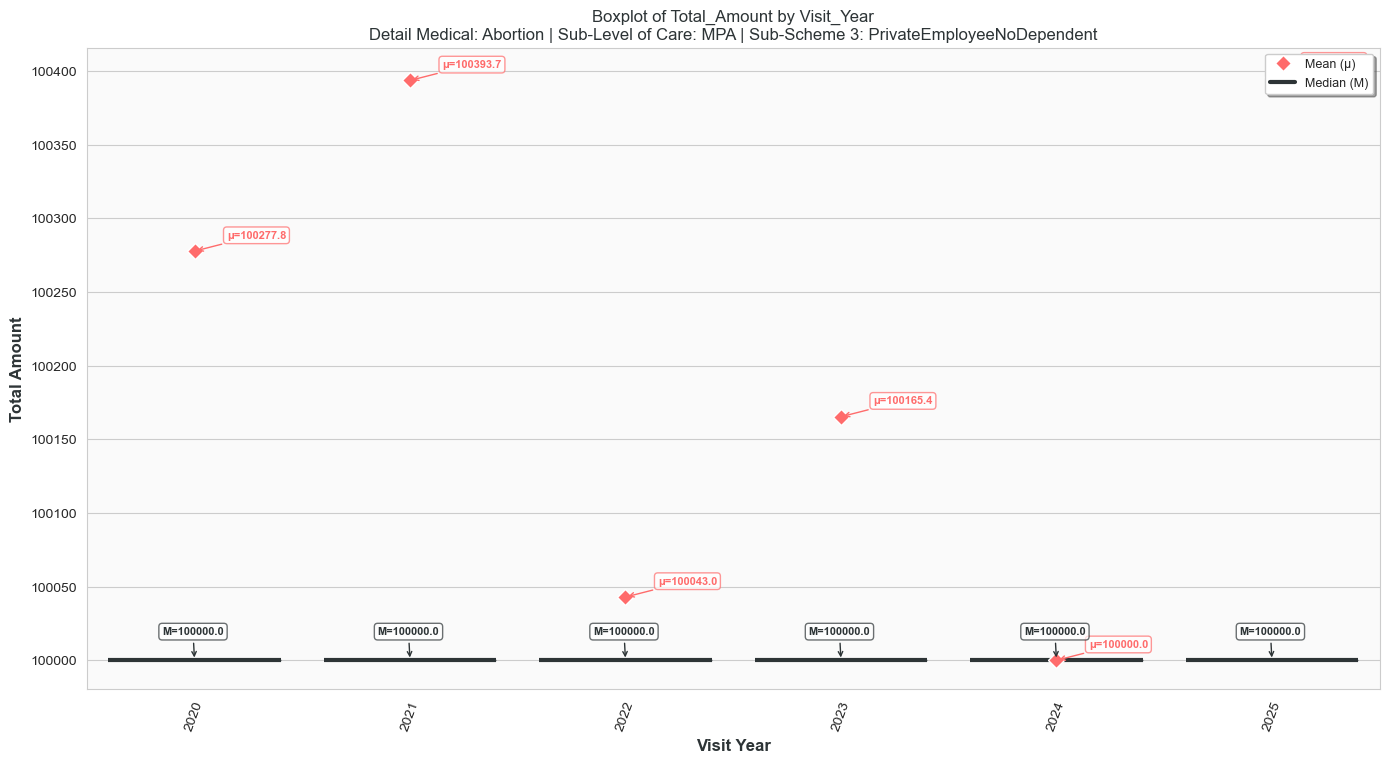 Boxplot of Total_Amount by Visit_Year
Detail Medical: Abortion | Sub-Level of Care: MPA | Sub-Scheme 3: PrivateEmployeeNoDependent
Mean (μ)
Median (M)
Total Amount
100400
100350
100300
100250
100200
100150
100100
100050
100000
μ=100277.8
μ=100393.7
μ=100043.0
μ=100165.4
μ=100000.0
M=100000.0
M=100000.0
M=100000.0
M=100000.0
M=100000.0
M=100000.0
2020
2021
2022
2023
2024
2025
Visit Year